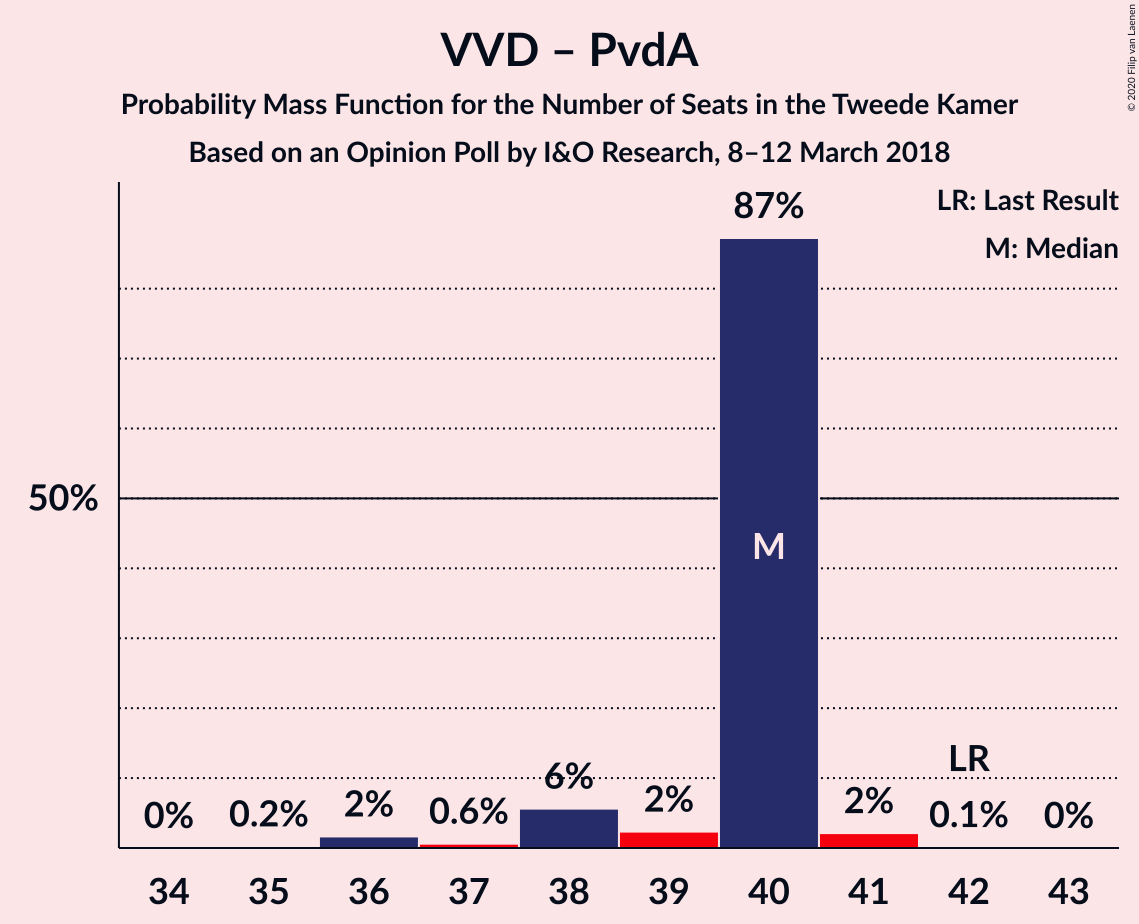 VVD – PvdA
Probability Mass Function for the Number of Seats in the Tweede Kamer
Based on an Opinion Poll by I&O Research, 8–12 March 2018
© 2020 Filip van Laenen
LR: Last Result
M: Median
87%
50%
M
6%
LR
0% 0.2% 2% 0.6% 2% 2% 0.1% 0%
34 35 36 37 38 39 40 41 42 43